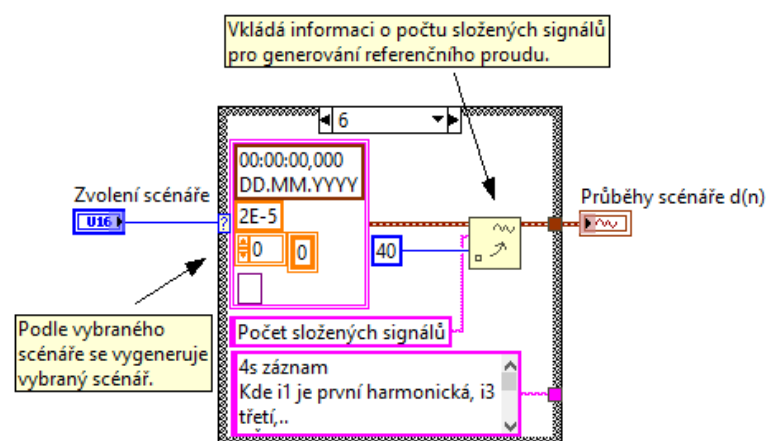 Vkládá informaci o počtu složených signálů
pro generování referenčního proudu.
6
00:00:00,000
DD.MM.YYYY
Zvolení scénáře
U16
?
2E-5
0
0
40
Průběhy scénáře d(n)
Podle vybraného
scénáře se vygeneruje
vybraný scénář.
Počet složených signálů
4s záznam
Kde i1 je první harmonická, i3
třetí,..